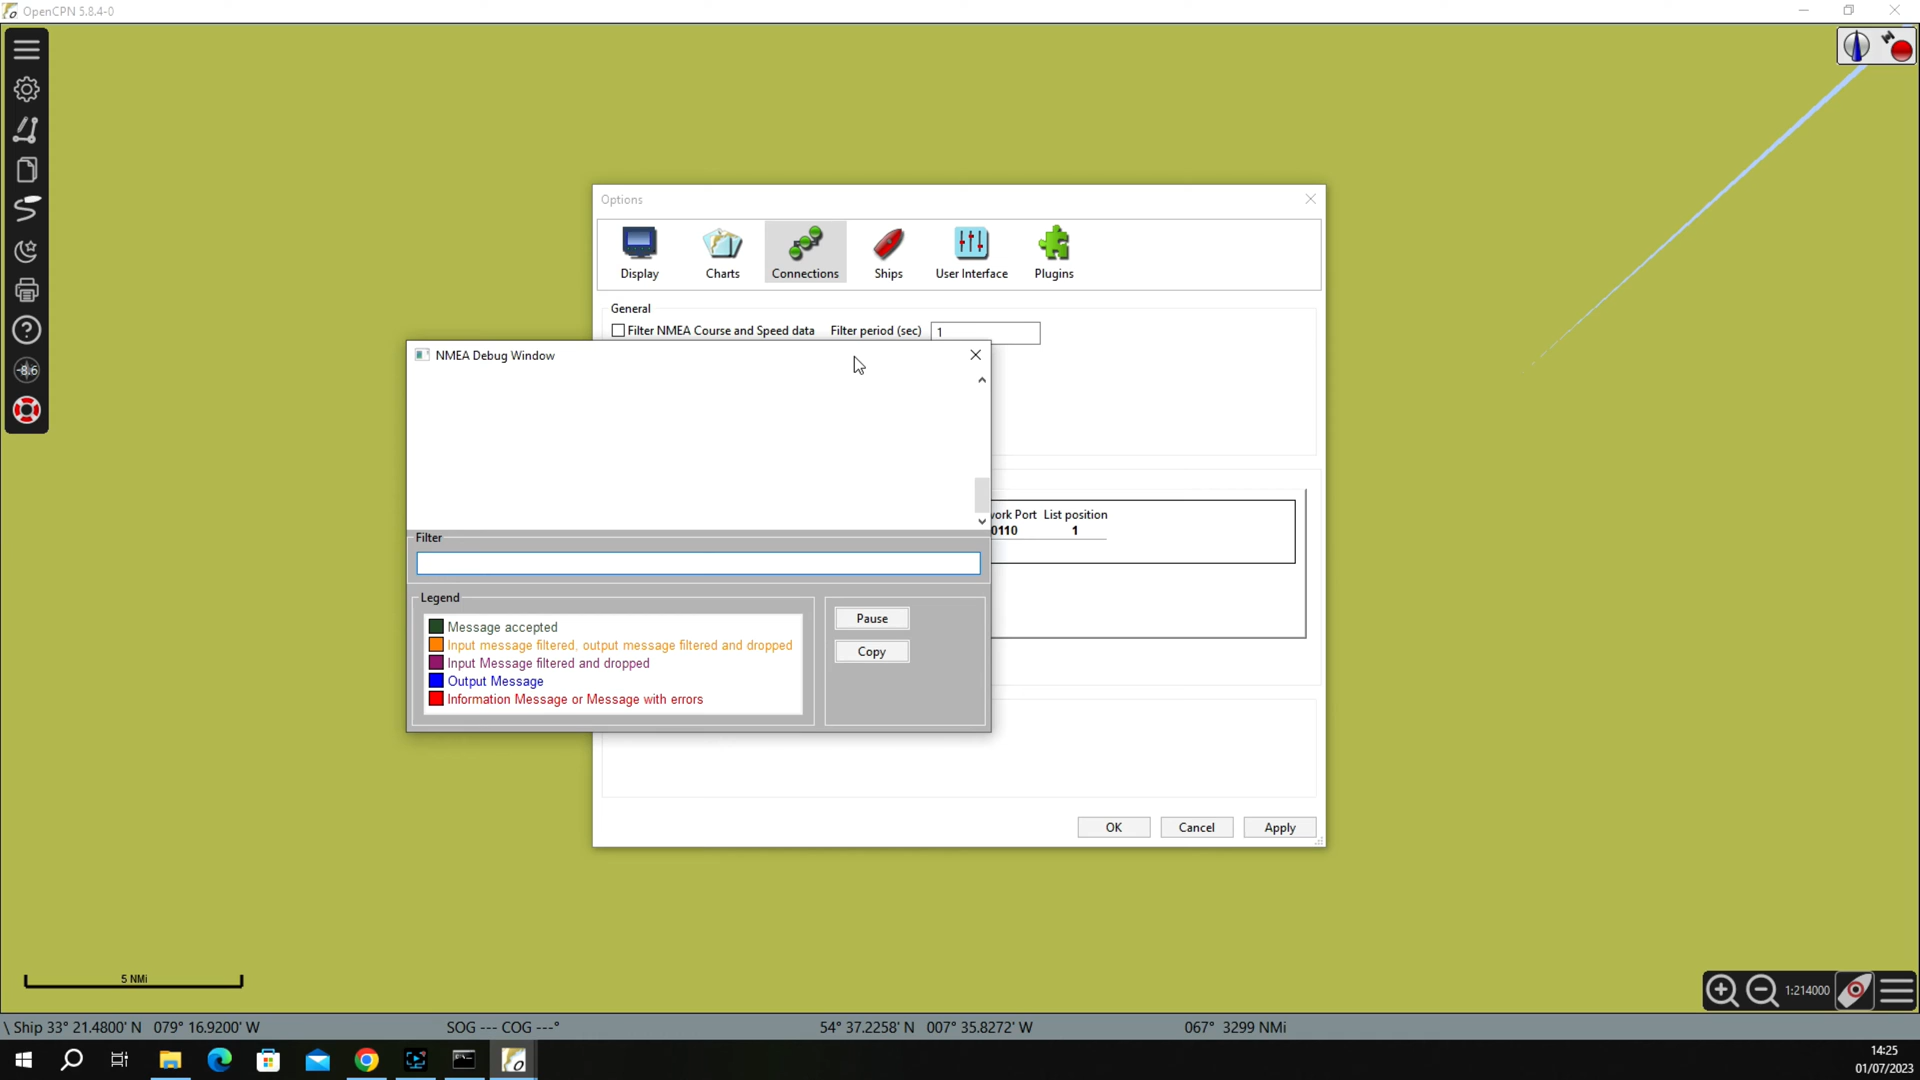 OpenCPN 5.8.4-0
Options
Display
Charts
Connections
Ships
User Interface
Plugins
General
Filter NMEA Course and Speed data
Filter period (sec)
1
NMEA Debug Window
work Port
List position
0110
1
Filter
Legend
Message accepted
Input message filtered, output message filtered and dropped
Input Message filtered and dropped
Output Message
Information Message or Message with errors
Pause
Copy
OK
Cancel
Apply
-8.6
5 NMi
1:214000
\ Ship 33° 21.4800' N   079° 16.9200' W
SOG --- COG ---°
54° 37.2258' N   007° 35.8272' W
067°  3299 NMi
14:25
01/07/2023